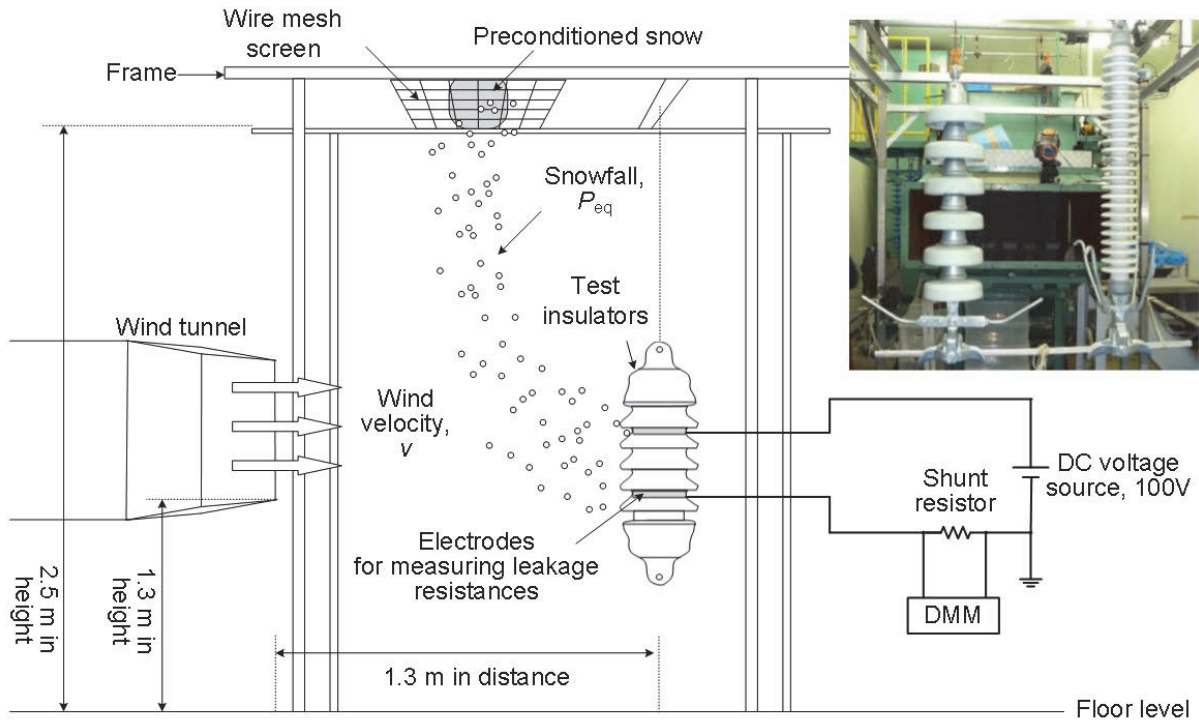 Wire mesh
screen
Preconditioned snow
Frame
Snowfall,
Peq
Test
insulators
Wind tunnel
Wind
velocity,
v
DC voltage
source, 100V
Shunt
resistor
Electrodes
for measuring leakage
resistances
DMM
2.5 m in
height
1.3 m in
height
1.3 m in distance
Floor level